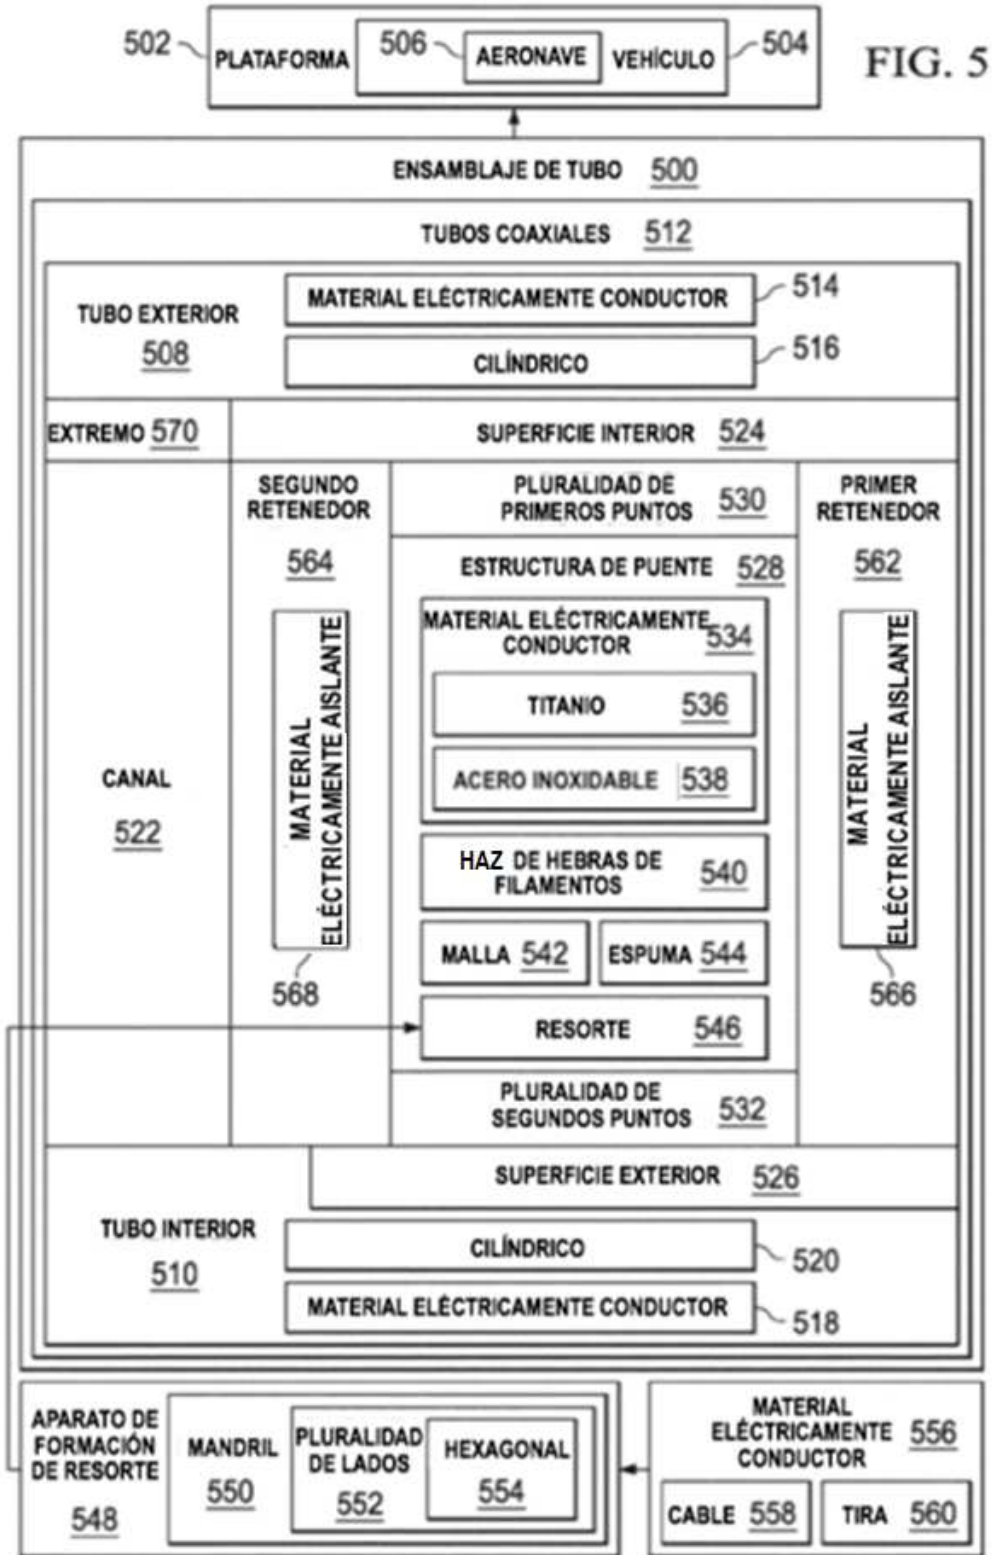 FIG. 5
502
PLATAFORMA
506
AERONAVE
VEHÍCULO
504
ENSAMBLAJE DE TUBO 500
TUBOS COAXIALES 512
TUBO EXTERIOR
508
MATERIAL ELÉCTRICAMENTE CONDUCTOR
514
CILÍNDRICO
516
EXTREMO 570
SUPERFICIE INTERIOR 524
CANAL
522
SEGUNDO
RETENEDOR
564
MATERIAL
ELÉCTRICAMENTE AISLANTE
568
PLURALIDAD DE
PRIMEROS PUNTOS 530
ESTRUCTURA DE PUENTE 528
MATERIAL ELÉCTRICAMENTE
CONDUCTOR 534
TITANIO 536
ACERO INOXIDABLE 538
HAZ DE HEBRAS DE
FILAMENTOS 540
MALLA 542
ESPUMA 544
RESORTE 546
PLURALIDAD DE
SEGUNDOS PUNTOS 532
PRIMER
RETENEDOR
562
MATERIAL
ELÉCTRICAMENTE AISLANTE
566
SUPERFICIE EXTERIOR 526
TUBO INTERIOR
510
CILÍNDRICO
520
MATERIAL ELÉCTRICAMENTE CONDUCTOR
518
APARATO DE
FORMACIÓN
DE RESORTE
548
MANDRIL
550
PLURALIDAD
DE LADOS
552
HEXAGONAL
554
MATERIAL
ELÉCTRICAMENTE
CONDUCTOR
556
CABLE 558
TIRA 560